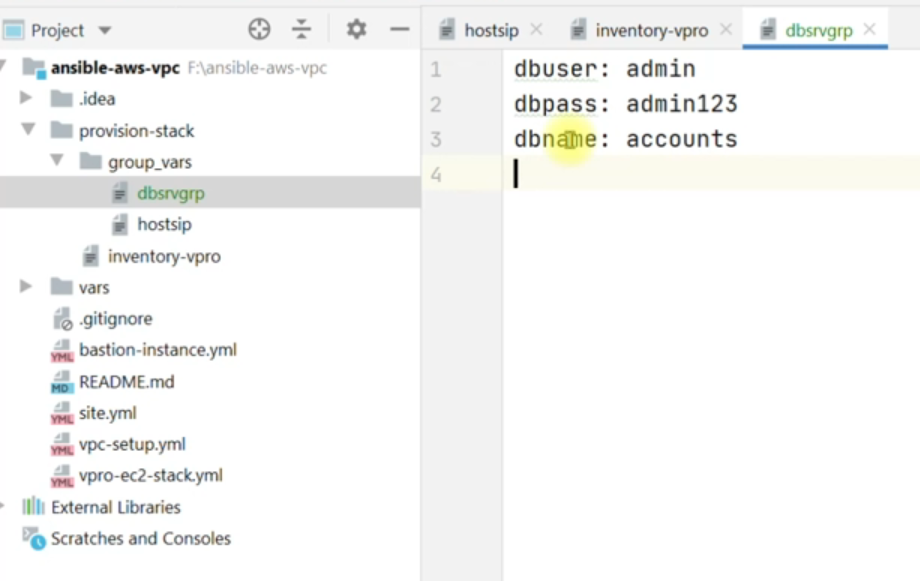 Project
ansible-aws-vpc F:\ansible-aws-vpc
.idea
provision-stack
group_vars
dbsrvgrp
hostsip
inventory-vpro
vars
.gitignore
YML bastion-instance.yml
MD README.md
YML site.yml
YML vpc-setup.yml
YML vpro-ec2-stack.yml
External Libraries
Scratches and Consoles
hostsip inventory-vpro dbsrvgrp
1 dbuser: admin
2 dbpass: admin123
3 dbname: accounts
4